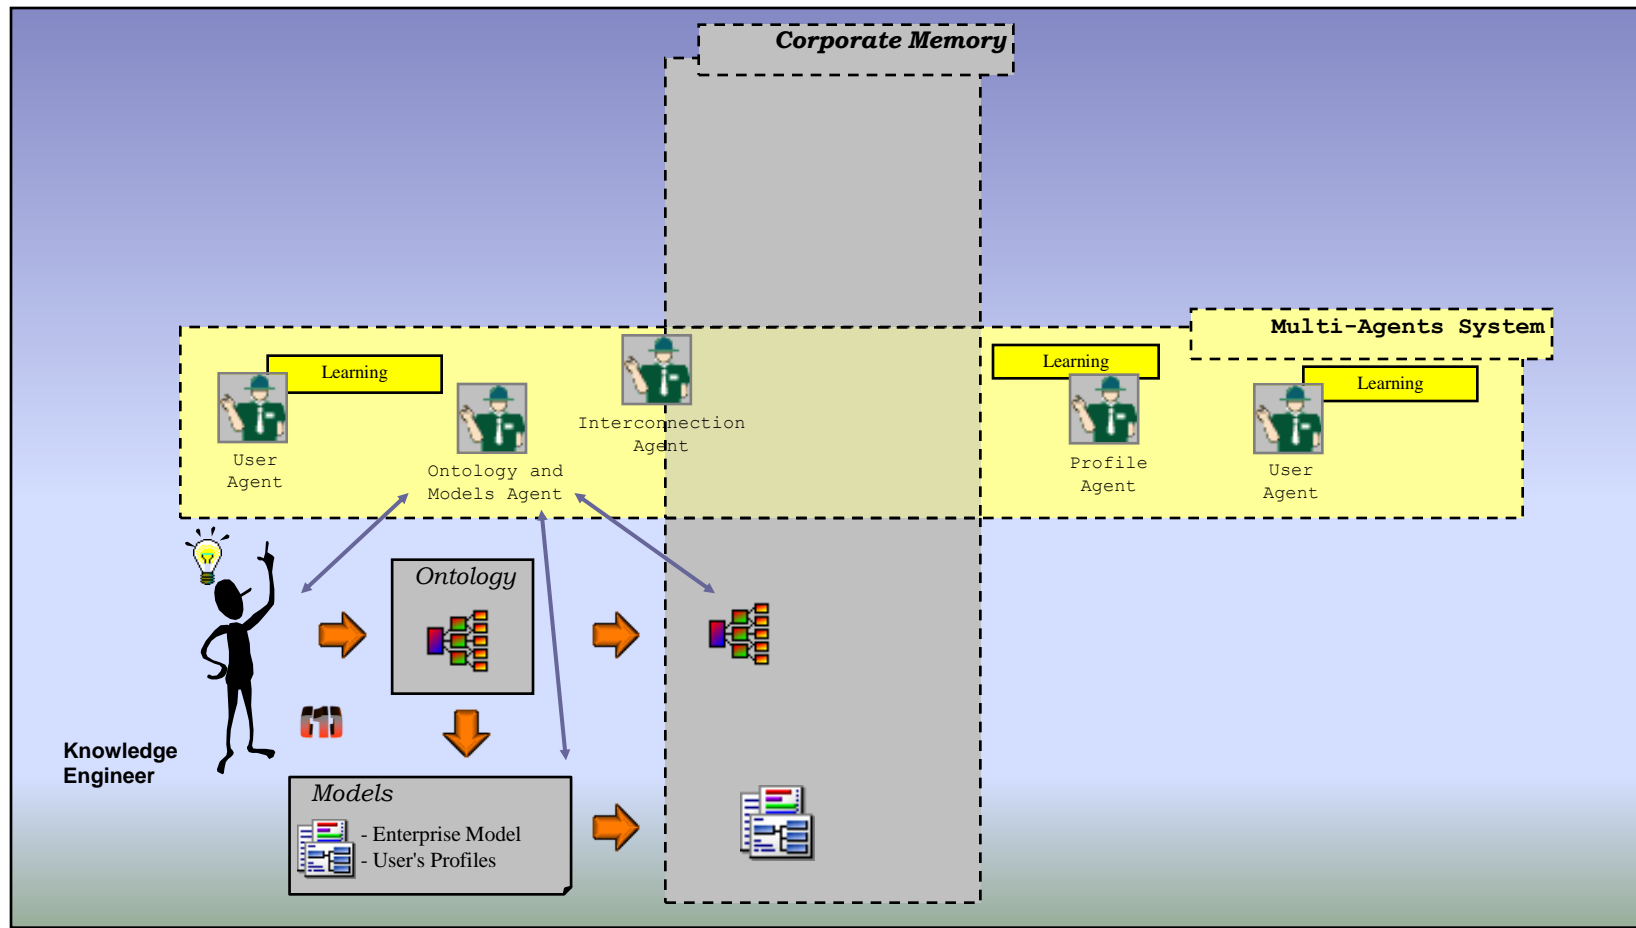 Corporate Memory
Multi-Agents System
Learning
Learning
Learning
Interconnection
Agent
User
Agent
Ontology and
Models Agent
Profile
Agent
User
Agent
Ontology
Knowledge
Engineer
Models
- Enterprise Model
- User's Profiles